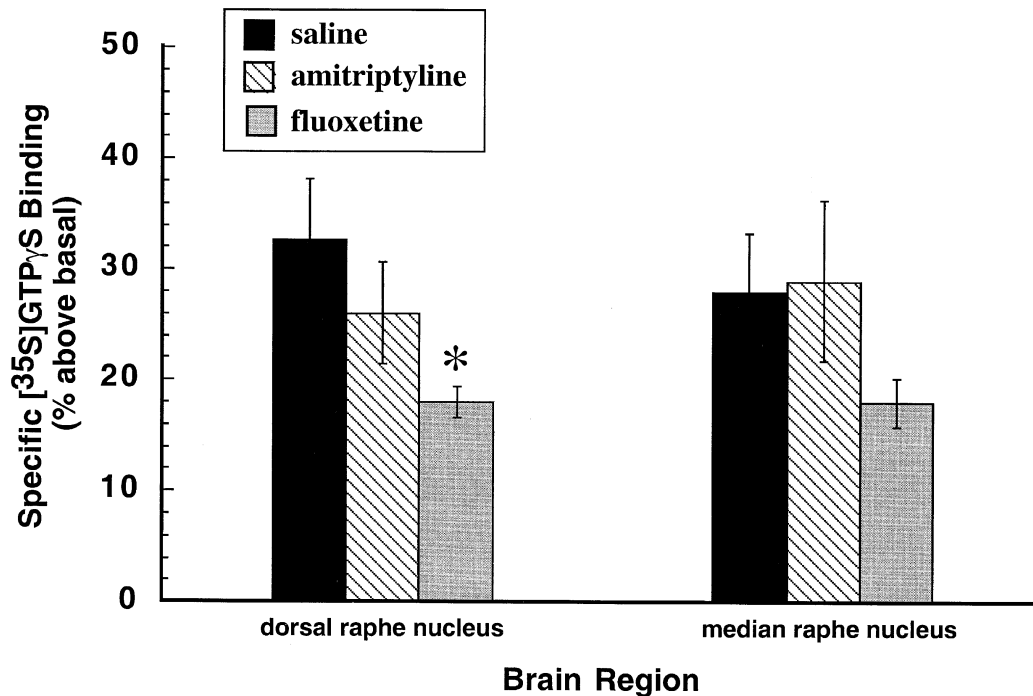 saline
amitriptyline
fluoxetine
50
40
30
20
10
0
Specific [³⁵S]GTPγS Binding
(% above basal)
*
dorsal raphe nucleus
median raphe nucleus
Brain Region